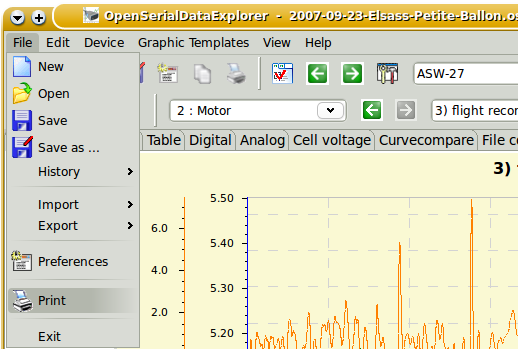 OpenSerialDataExplorer - 2007-09-23-Elsass-Petite-Ballon.os
File Edit Device Graphic Templates View Help
New
Open
Save
Save as ...
History
Import
Export
Preferences
Print
Exit
ASW-27
2 : Motor
3) flight recor
Table Digital Analog Cell voltage Curvecompare File co
3)
6.0
4.0
2.0
5.50
5.40
5.30
5.20